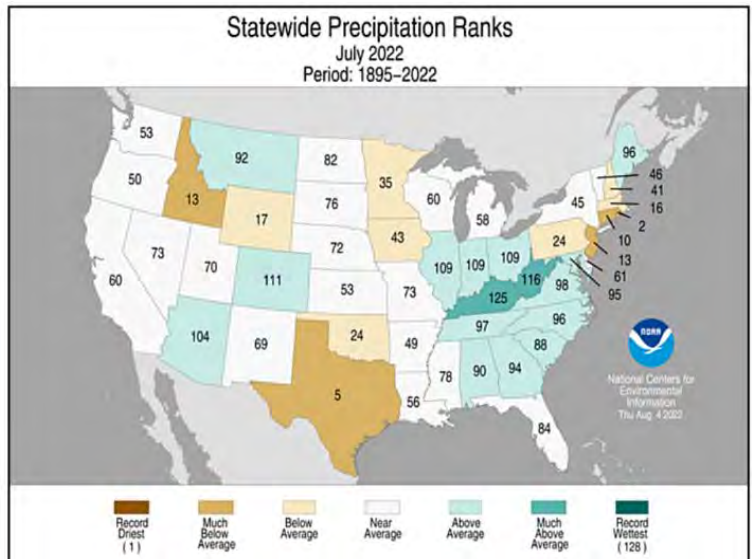 Statewide Precipitation Ranks
July 2022
Period: 1895–2022
53
92
82
35
96
46
50
13
76
60
58
45
41
17
43
24
16
2
73
72
109
109
109
10
13
60
70
111
53
73
116
98
61
125
95
104
69
24
49
97
96
88
5
78
90
94
56
84
NOAA
National Centers for
Environmental
Information
Thu Aug 4 2022
Record
Driest
(1)
Much
Below
Average
Below
Average
Near
Average
Above
Average
Much
Above
Average
Record
Wettest
(128)